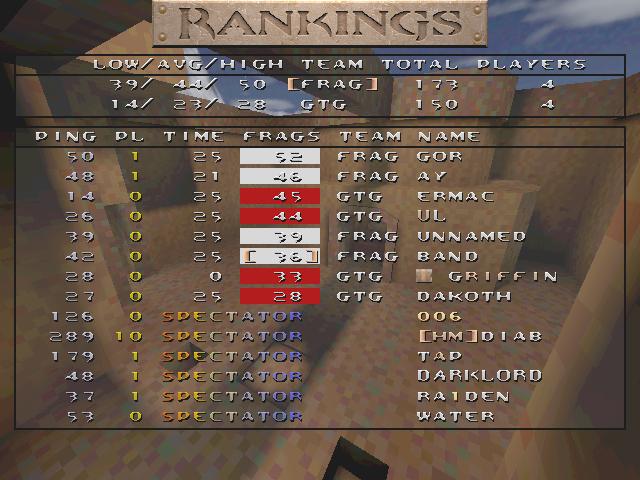 RANKINGS
LOW/AVG/HIGH TEAM TOTAL PLAYERS
39/ 44/ 50 [FRAG] 173 4
14/ 23/ 28 GTG 150 4
PING PL TIME FRAGS TEAM NAME
50 1 25 52 FRAG GOR
48 1 21 46 FRAG AY
14 0 25 45 GTG ERMAC
26 0 25 44 GTG UL
39 0 25 39 FRAG UNNAMED
42 0 25 [ 36] FRAG BAND
28 0 0 33 GTG GRIFFIN
27 0 25 28 GTG DAKOTH
126 0 SPECTATOR 006
289 10 SPECTATOR [HM]DIAB
179 1 SPECTATOR TAP
48 1 SPECTATOR DARKLORD
37 1 SPECTATOR RA1DEN
53 0 SPECTATOR WATER